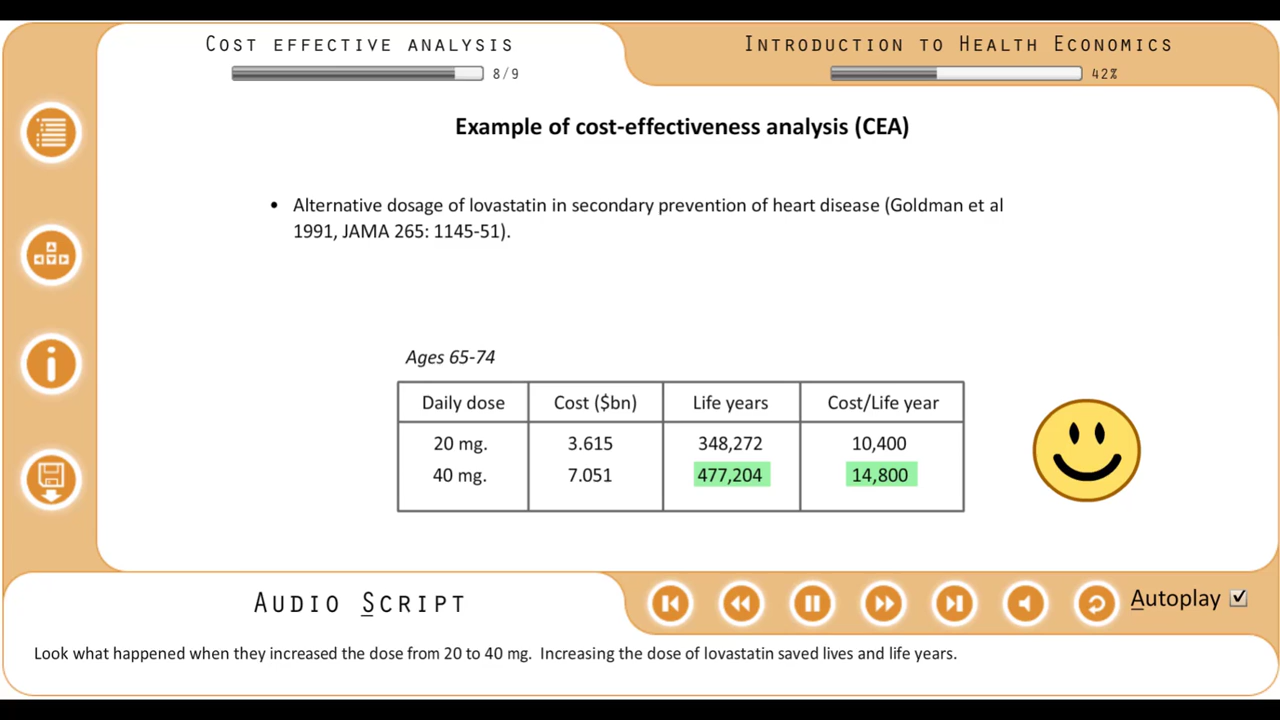 COST EFFECTIVE ANALYSIS
8/9
INTRODUCTION TO HEALTH ECONOMICS
42%
Example of cost-effectiveness analysis (CEA)
• Alternative dosage of lovastatin in secondary prevention of heart disease (Goldman et al
1991, JAMA 265: 1145-51).
Ages 65-74
Daily dose Cost ($bn) Life years Cost/Life year
20 mg. 3.615 348,272 10,400
40 mg. 7.051 477,204 14,800
AUDIO SCRIPT
Autoplay
Look what happened when they increased the dose from 20 to 40 mg. Increasing the dose of lovastatin saved lives and life years.